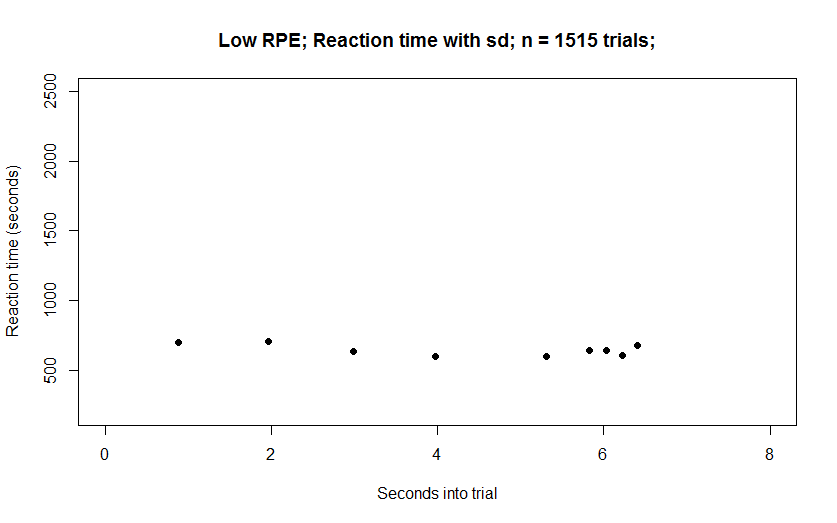 Low RPE; Reaction time with sd; n = 1515 trials;
Reaction time (seconds)
2500
2000
1500
1000
500
0 2 4 6 8
Seconds into trial